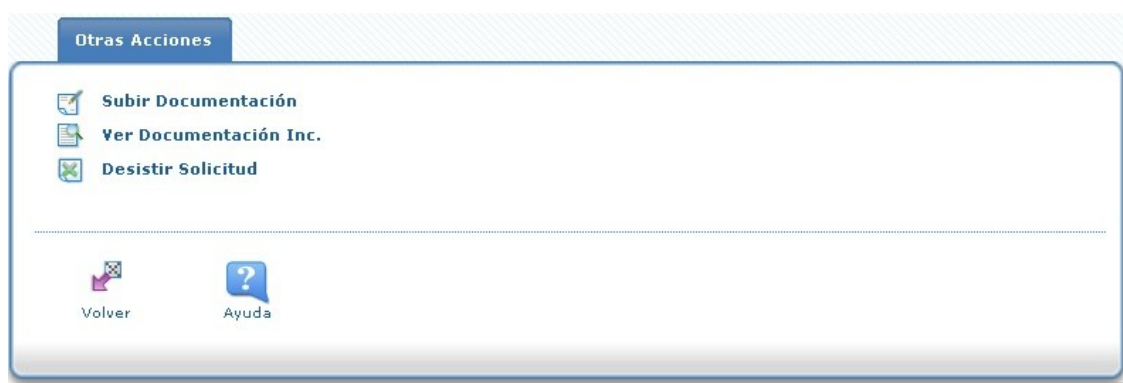 Otras Acciones
Subir Documentación
Ver Documentación Inc.
Desistir Solicitud
Volver
Ayuda